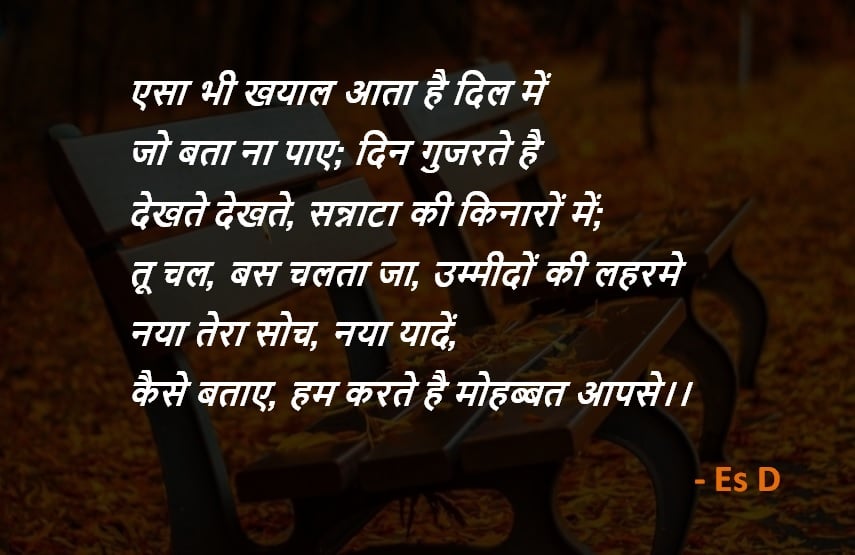 एसा भी खयाल आता है दिल में
जो बता ना पाए; दिन गुजरते है
देखते देखते, सन्नाटा की किनारों में;
तू चल, बस चलता जा, उम्मीदों की लहरमे
नया तेरा सोच, नया यादें,
कैसे बताए, हम करते है मोहब्बत आपसे।।
- Es D